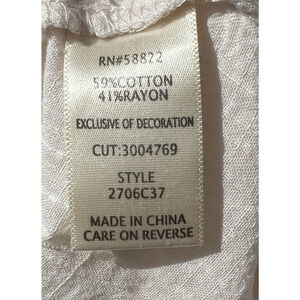 RN#58822
59%COTTON
41%RAYON
EXCLUSIVE OF DECORATION
CUT:3004769
STYLE
2706C37
MADE IN CHINA
CARE ON REVERSE